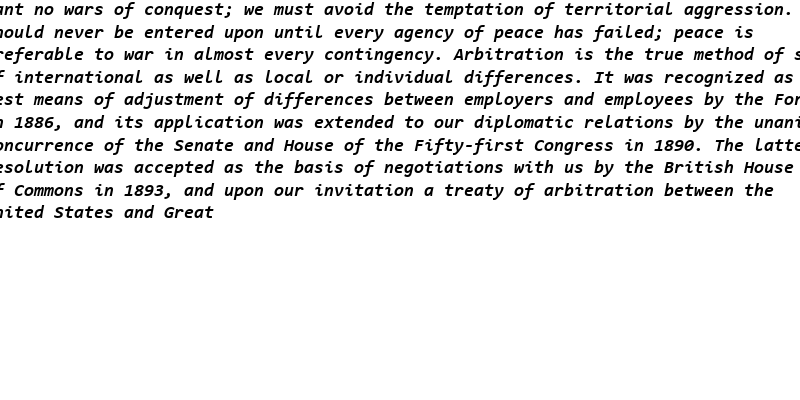 ant no wars of conquest; we must avoid the temptation of territorial aggression.
hould never be entered upon until every agency of peace has failed; peace is
referable to war in almost every contingency. Arbitration is the true method of s
f international as well as local or individual differences. It was recognized as
est means of adjustment of differences between employers and employees by the For
n 1886, and its application was extended to our diplomatic relations by the unani
oncurrence of the Senate and House of the Fifty-first Congress in 1890. The latte
esolution was accepted as the basis of negotiations with us by the British House
f Commons in 1893, and upon our invitation a treaty of arbitration between the
nited States and Great